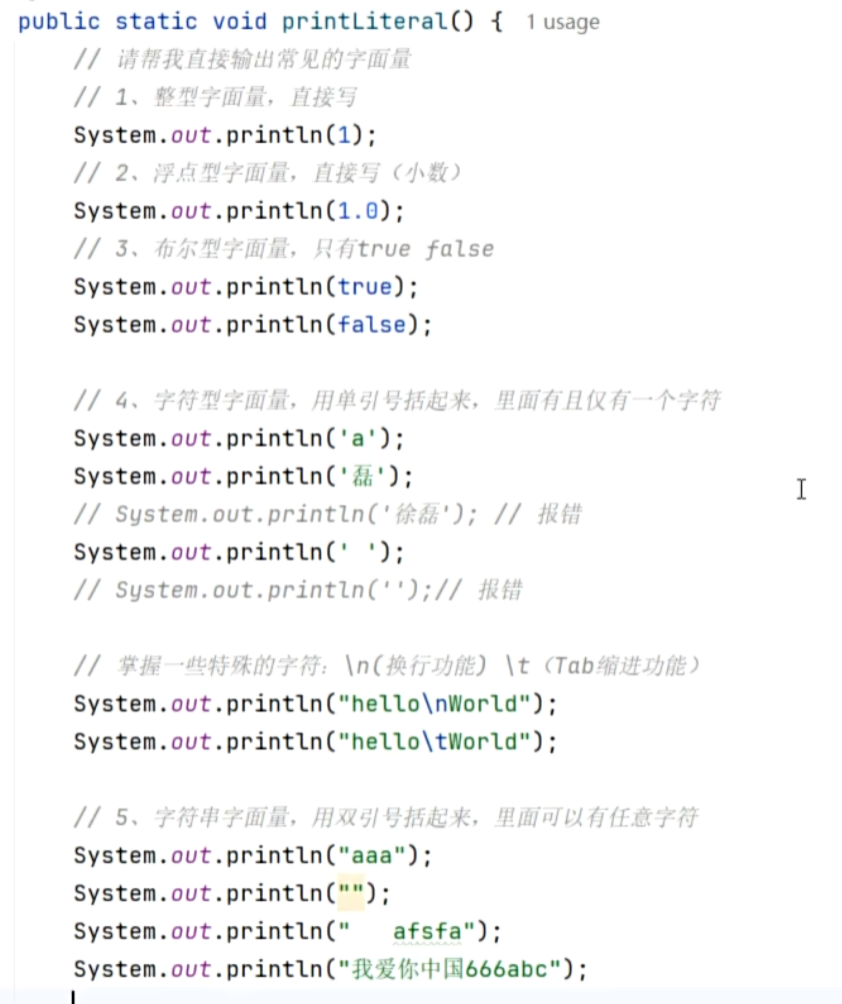 public static void printLiteral() { 1 usage
// 请帮我直接输出常见的字面量
// 1、整型字面量，直接写
System.out.println(1);
// 2、浮点型字面量，直接写（小数）
System.out.println(1.0);
// 3、布尔型字面量，只有true false
System.out.println(true);
System.out.println(false);
// 4、字符型字面量，用单引号括起来，里面有且仅有一个字符
System.out.println('a');
System.out.println('磊');
// System.out.println('徐磊'); // 报错
System.out.println(' ');
// System.out.println('');// 报错
// 掌握一些特殊的字符：\n(换行功能) \t（Tab缩进功能）
System.out.println("hello\nWorld");
System.out.println("hello\tWorld");
// 5、字符串字面量，用双引号括起来，里面可以有任意字符
System.out.println("aaa");
System.out.println("");
System.out.println("   afsfa");
System.out.println("我爱你中国666abc");